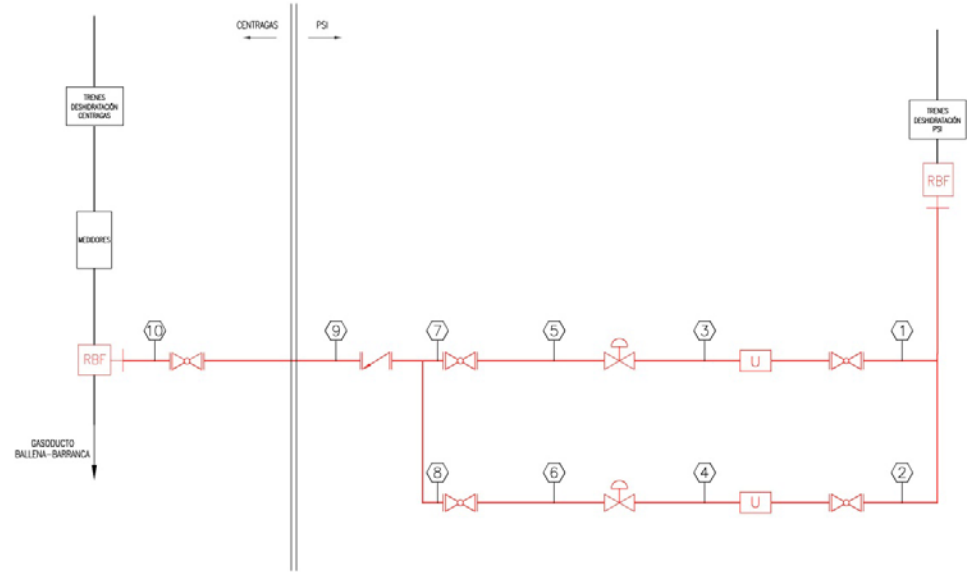 CENTRAGAS
PSI
TRENES
DESHIDRATACIÓN
CENTRAGAS
TRENES
DESHIDRATACIÓN
PSI
RBF
MEDIDORES
10
9
7
5
3
1
RBF
U
GASODUCTO
BALLENA-BARRANCA
8
6
4
2
U